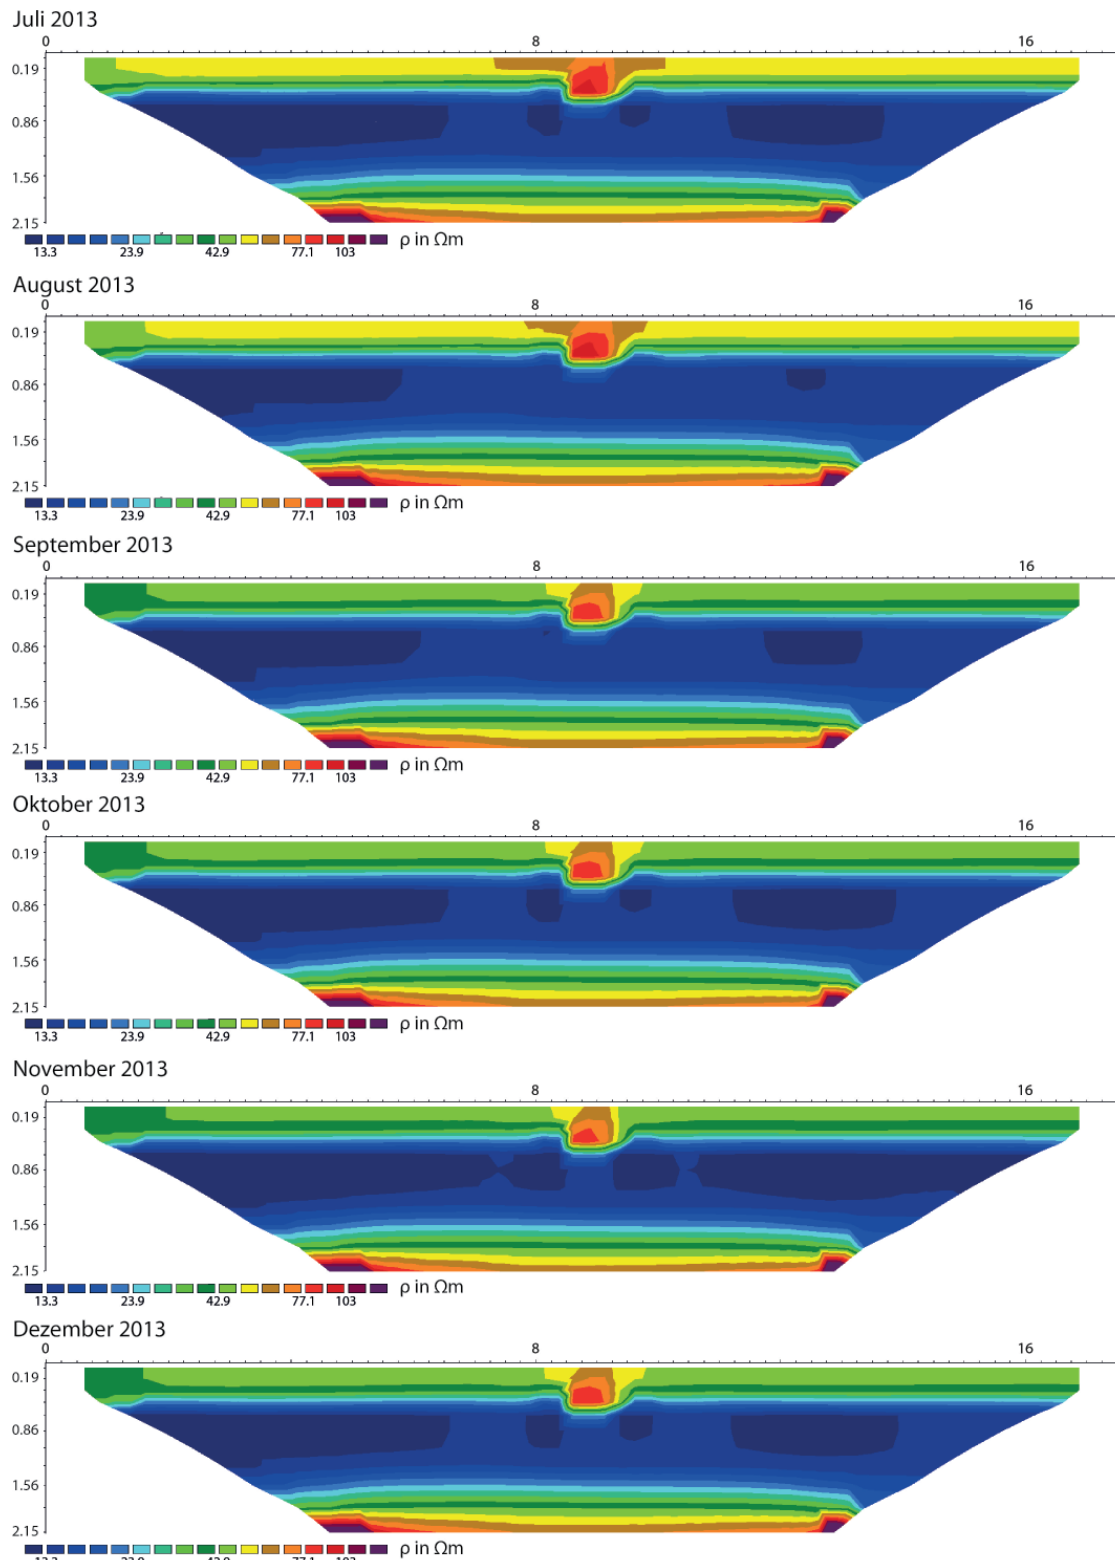 Juli 2013
0 8 16
0.19
0.86
1.56
2.15
13.3 23.9 42.9 77.1 103 ρ in Ωm
August 2013
0 8 16
0.19
0.86
1.56
2.15
13.3 23.9 42.9 77.1 103 ρ in Ωm
September 2013
0 8 16
0.19
0.86
1.56
2.15
13.3 23.9 42.9 77.1 103 ρ in Ωm
Oktober 2013
0 8 16
0.19
0.86
1.56
2.15
13.3 23.9 42.9 77.1 103 ρ in Ωm
November 2013
0 8 16
0.19
0.86
1.56
2.15
13.3 23.9 42.9 77.1 103 ρ in Ωm
Dezember 2013
0 8 16
0.19
0.86
1.56
2.15
ρ in Ωm